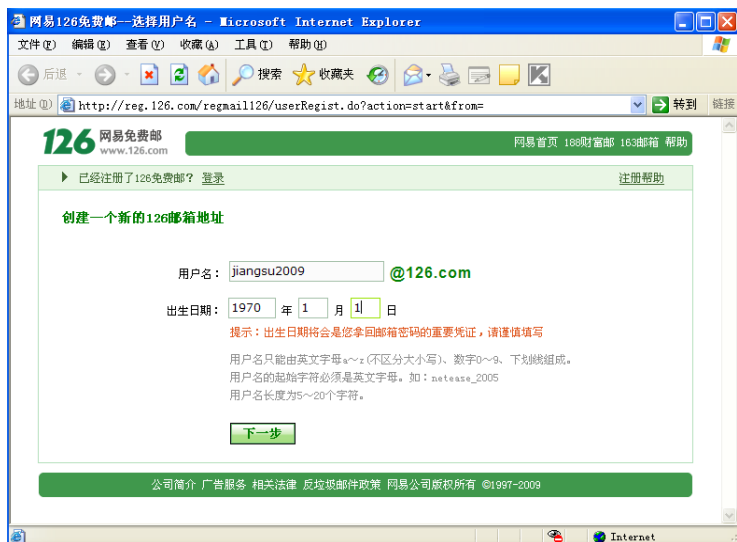 网易126免费邮--选择用户名 - Microsoft Internet Explorer
文件(F) 编辑(E) 查看(V) 收藏(A) 工具(T) 帮助(H)
后退 搜索 收藏夹
地址(D) http://reg.126.com/regmail126/userRegist.do?action=start&from= 转到 链接
126 网易免费邮 www.126.com 网易首页 188财富邮 163邮箱 帮助
已经注册了126免费邮? 登录 注册帮助
创建一个新的126邮箱地址
用户名: jiangsu2009 @126.com
出生日期: 1970 年 1 月 1 日
提示:出生日期将会是您拿回邮箱密码的重要凭证,请谨慎填写
用户名只能由英文字母a~z(不区分大小写)、数字0~9、下划线组成。
用户名的起始字符必须是英文字母。如:netease_2005
用户名长度为5~20个字符。
下一步
公司简介 广告服务 相关法律 反垃圾邮件政策 网易公司版权所有 ©1997-2009
Internet